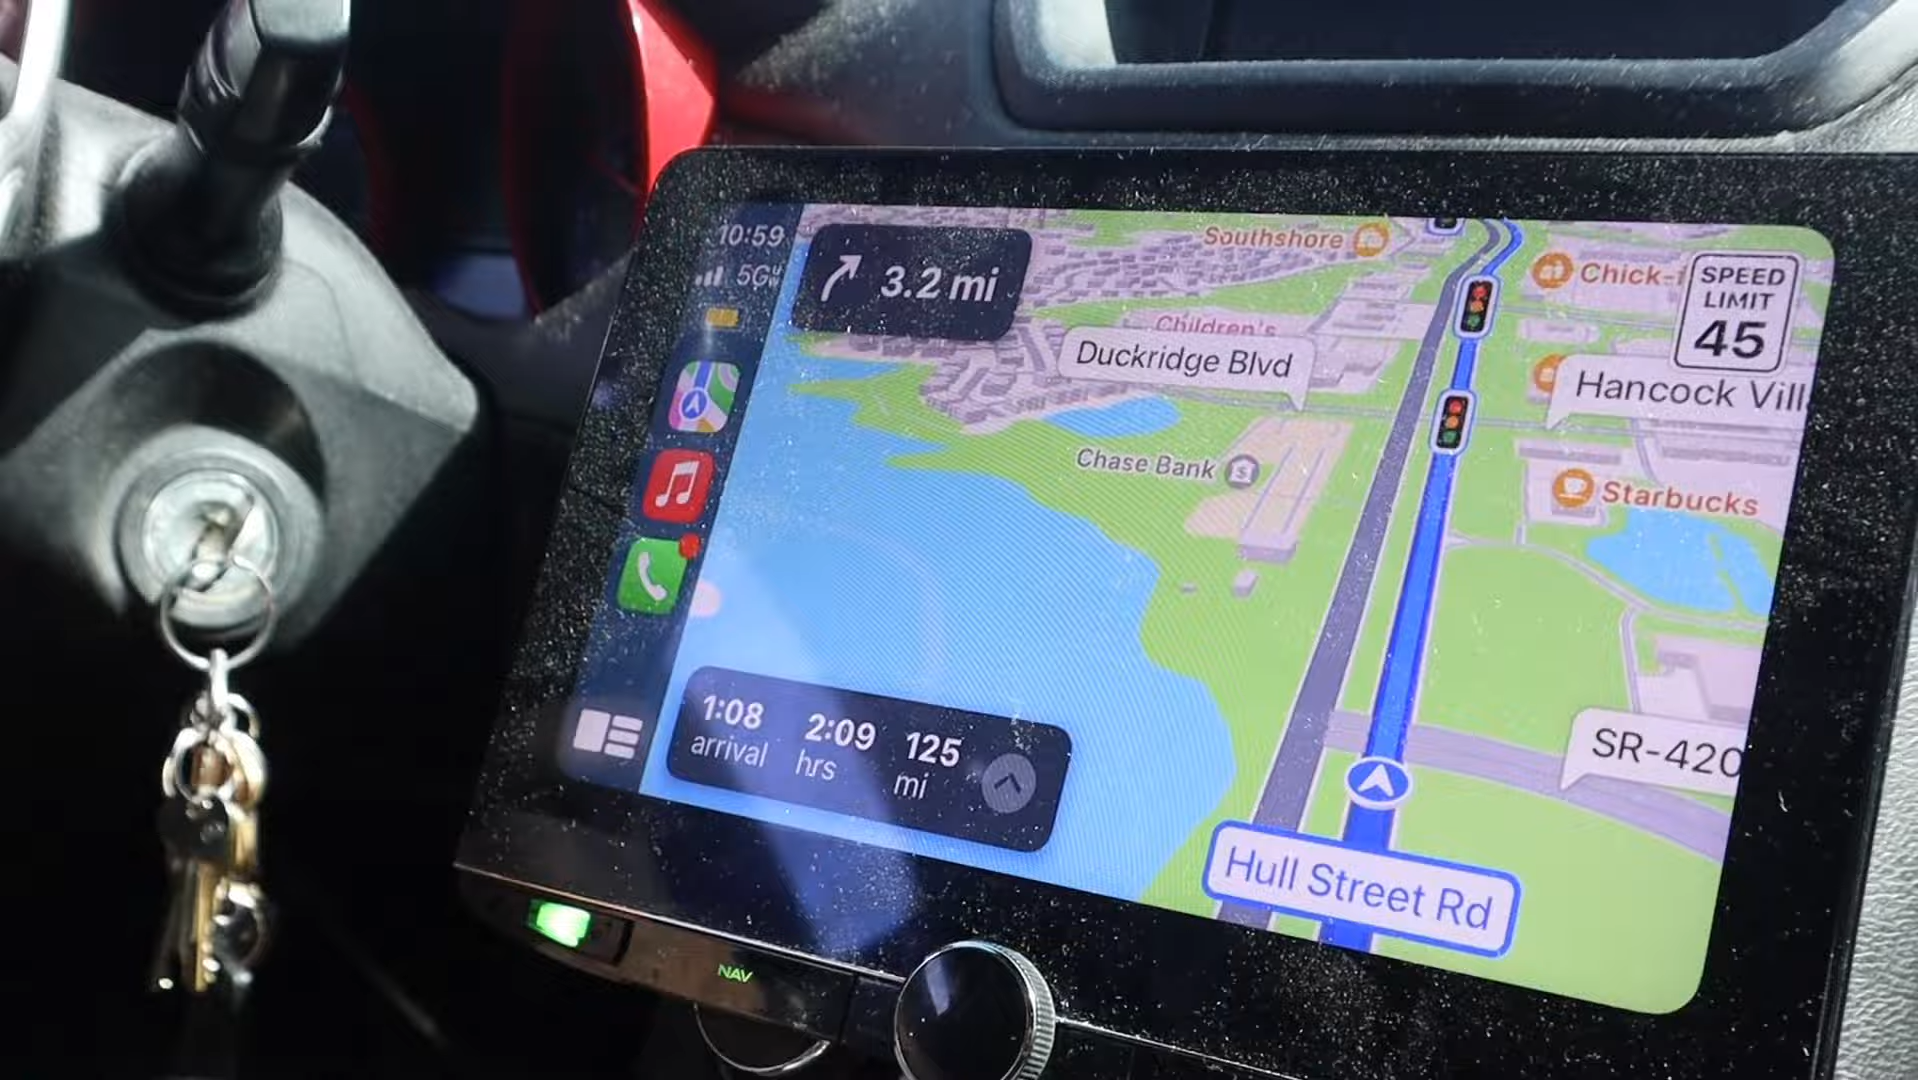 10:59
5G
3.2 mi
Southshore
Chick-f
SPEED
LIMIT
45
Children's
Duckridge Blvd
Hancock Vill
Chase Bank
Starbucks
1:08
arrival
2:09
hrs
125
mi
SR-420
Hull Street Rd
NAV